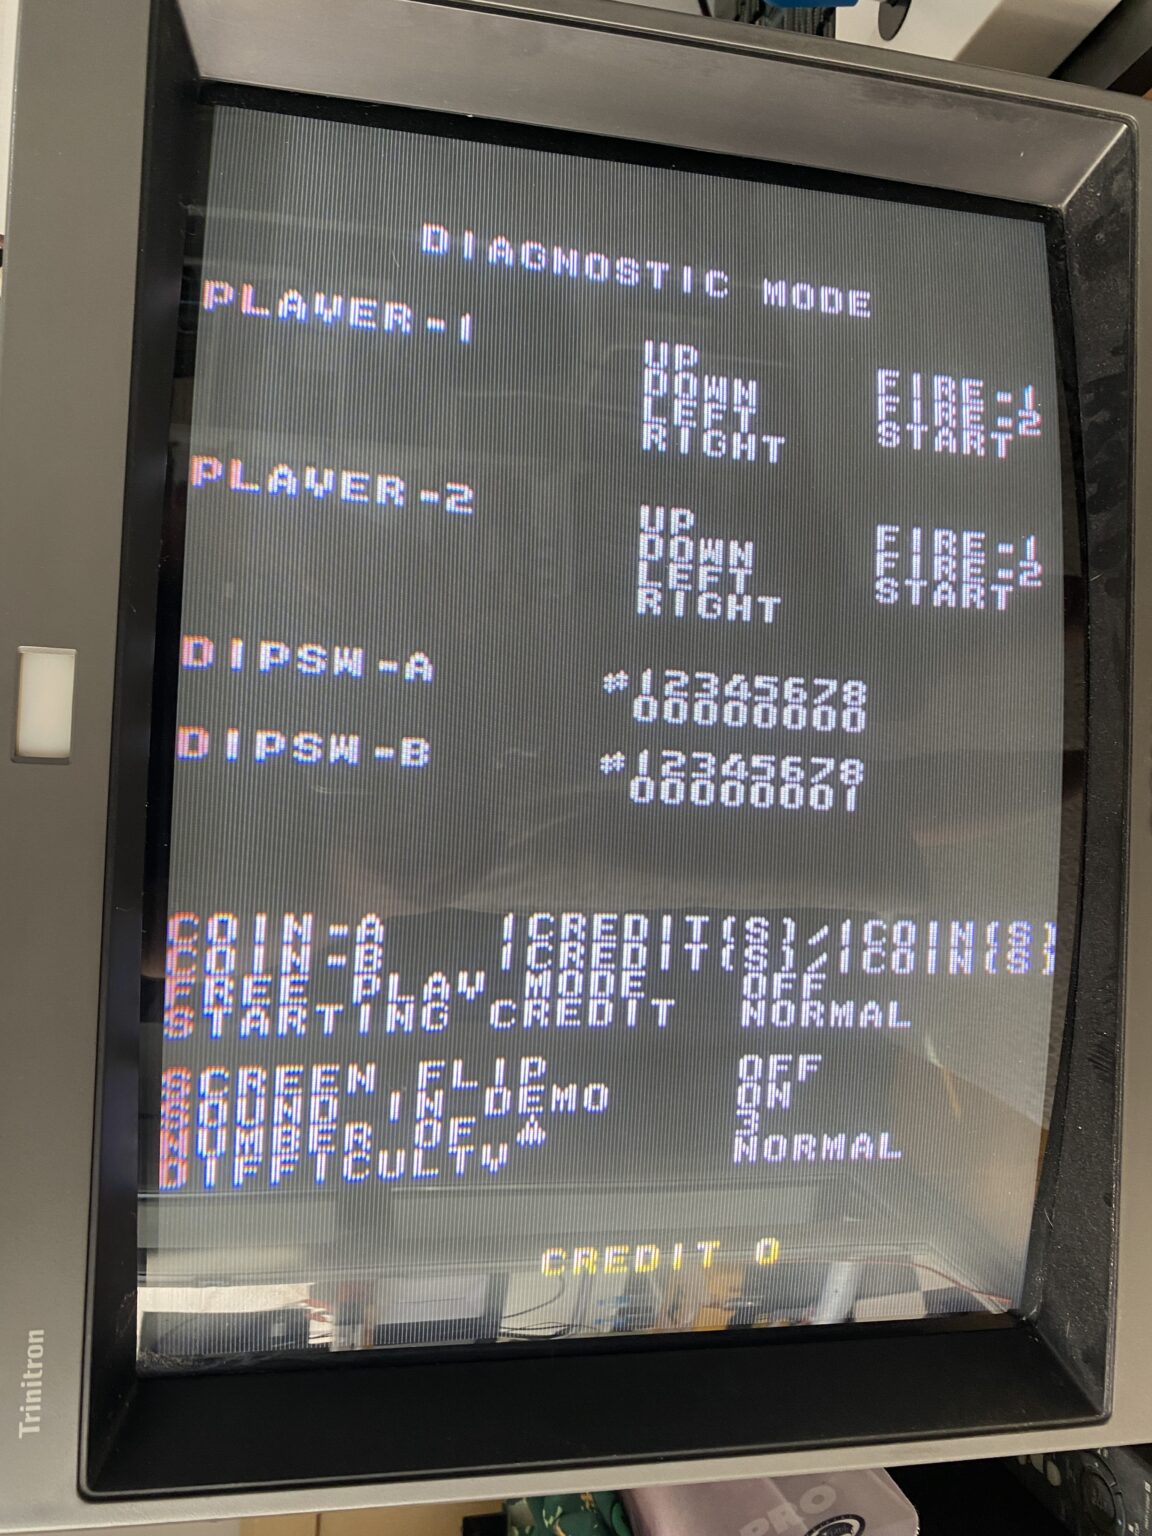 DIAGNOSTIC MODE
PLAYER-1
UP FIRE-1
DOWN FIRE-2
LEFT START
RIGHT
PLAYER-2
UP FIRE-1
DOWN FIRE-2
LEFT START
RIGHT
DIPSW-A #12345678
00000000
DIPSW-B #12345678
00000001
COIN-A 1CREDIT(S)/1COIN(S)
COIN-B 1CREDIT(S)/1COIN(S)
FREE PLAY MODE OFF
STARTING CREDIT NORMAL
SCREEN FLIP OFF
SOUND IN DEMO ON
NUMBER OF 3
DIFFICULTY NORMAL
CREDIT 0
Trinitron
PRO